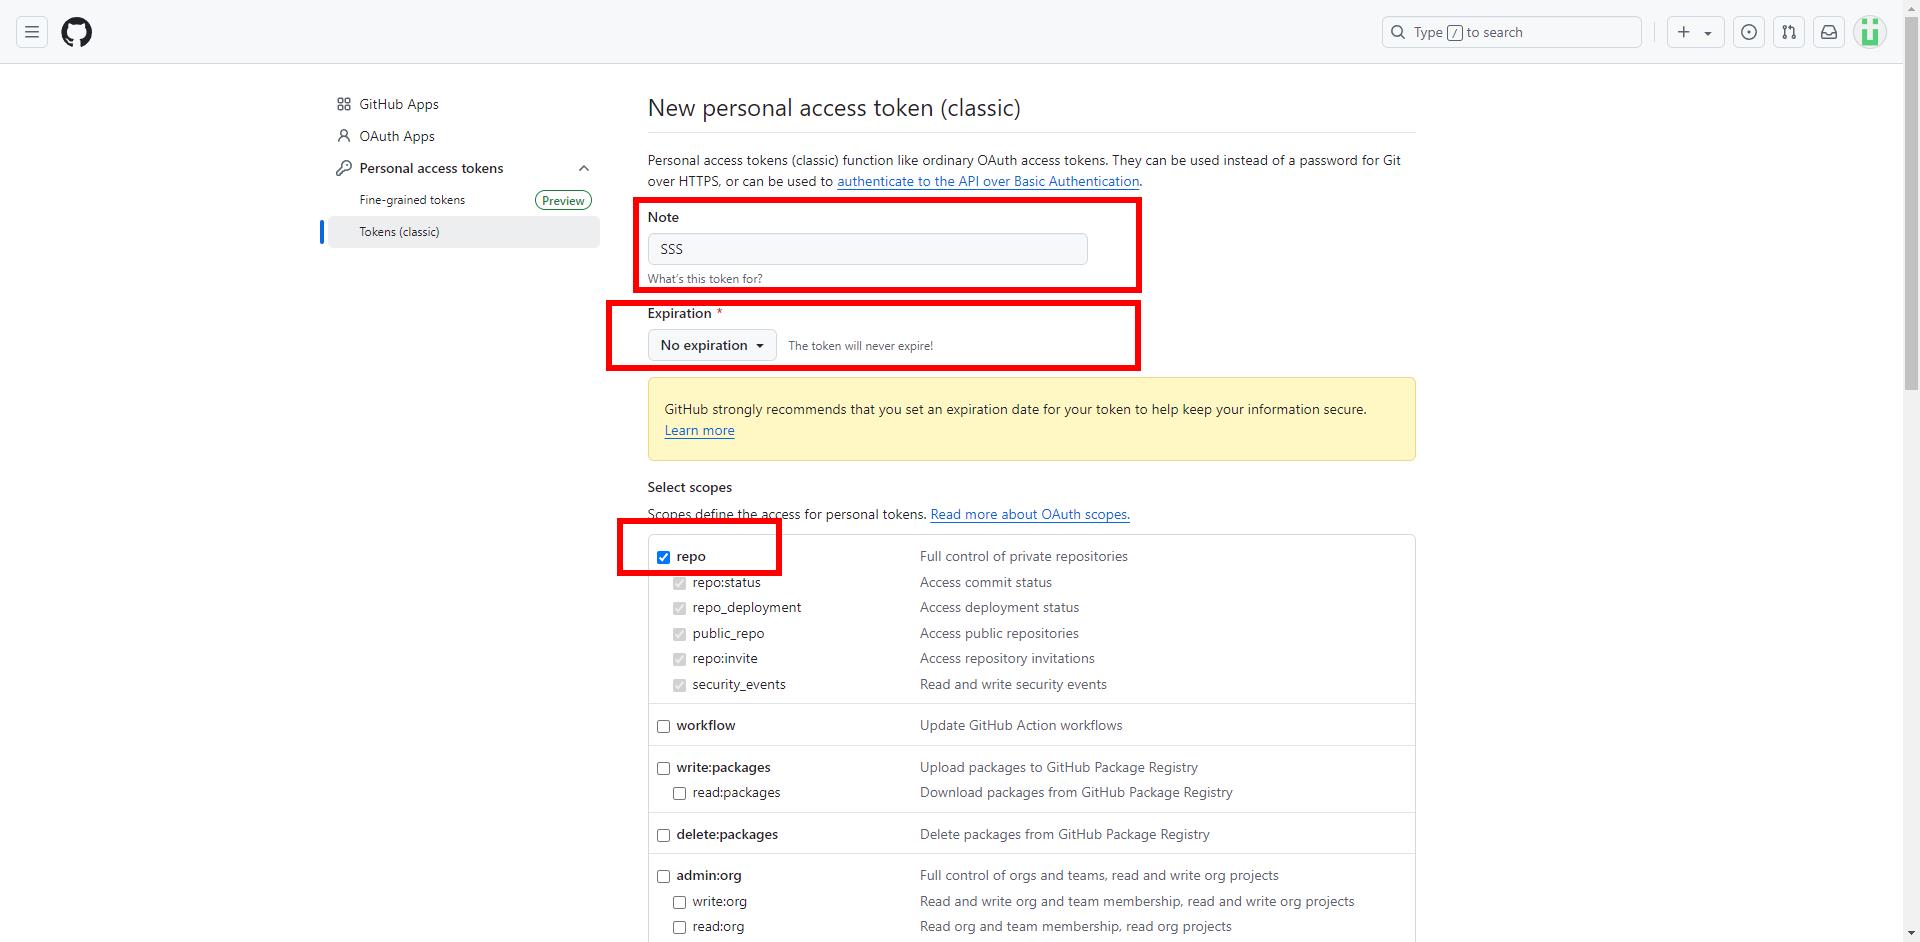 Type / to search
GitHub Apps
OAuth Apps
Personal access tokens
Fine-grained tokens Preview
Tokens (classic)
New personal access token (classic)
Personal access tokens (classic) function like ordinary OAuth access tokens. They can be used instead of a password for Git
over HTTPS, or can be used to authenticate to the API over Basic Authentication.
Note
SSS
What's this token for?
Expiration *
No expiration The token will never expire!
GitHub strongly recommends that you set an expiration date for your token to help keep your information secure.
Learn more
Select scopes
Scopes define the access for personal tokens. Read more about OAuth scopes.
repo Full control of private repositories
repo:status Access commit status
repo_deployment Access deployment status
public_repo Access public repositories
repo:invite Access repository invitations
security_events Read and write security events
workflow Update GitHub Action workflows
write:packages Upload packages to GitHub Package Registry
read:packages Download packages from GitHub Package Registry
delete:packages Delete packages from GitHub Package Registry
admin:org Full control of orgs and teams, read and write org projects
write:org Read and write org and team membership, read and write org projects
read:org Read org and team membership, read org projects